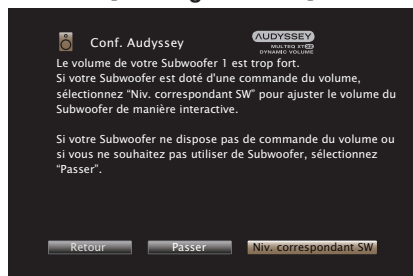 Conf. Audyssey
AUDYSSEY
MULTEQ XT32
DYNAMIC VOLUME
Le volume de votre Subwoofer 1 est trop fort.
Si votre Subwoofer est doté d'une commande du volume,
sélectionnez "Niv. correspondant SW" pour ajuster le volume du
Subwoofer de manière interactive.
Si votre Subwoofer ne dispose pas de commande du volume ou
si vous ne souhaitez pas utiliser de Subwoofer, sélectionnez
"Passer".
Retour
Passer
Niv. correspondant SW